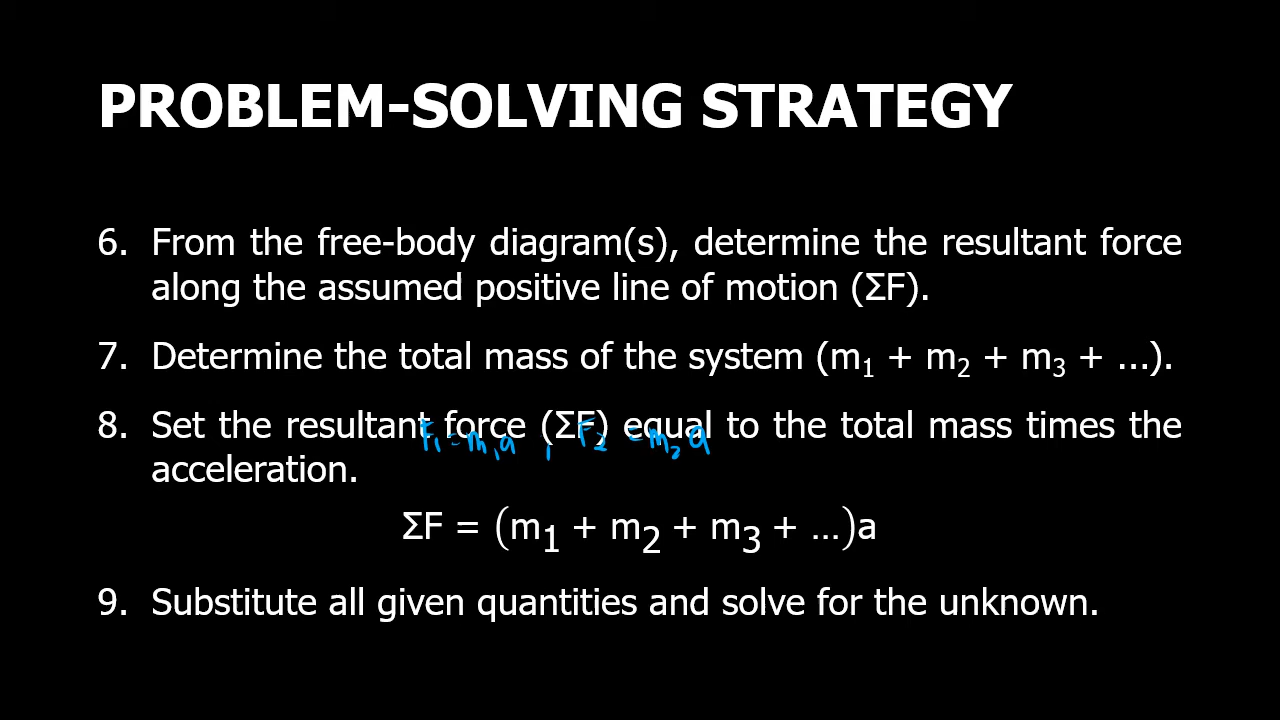 PROBLEM-SOLVING STRATEGY
6. From the free-body diagram(s), determine the resultant force
along the assumed positive line of motion (ΣF).
7. Determine the total mass of the system (m₁ + m₂ + m₃ + ...).
8. Set the resultant force (ΣF) equal to the total mass times the
F₁ = m₁a , F₂ = m₂a
acceleration.
ΣF = (m₁ + m₂ + m₃ + ...)a
9. Substitute all given quantities and solve for the unknown.